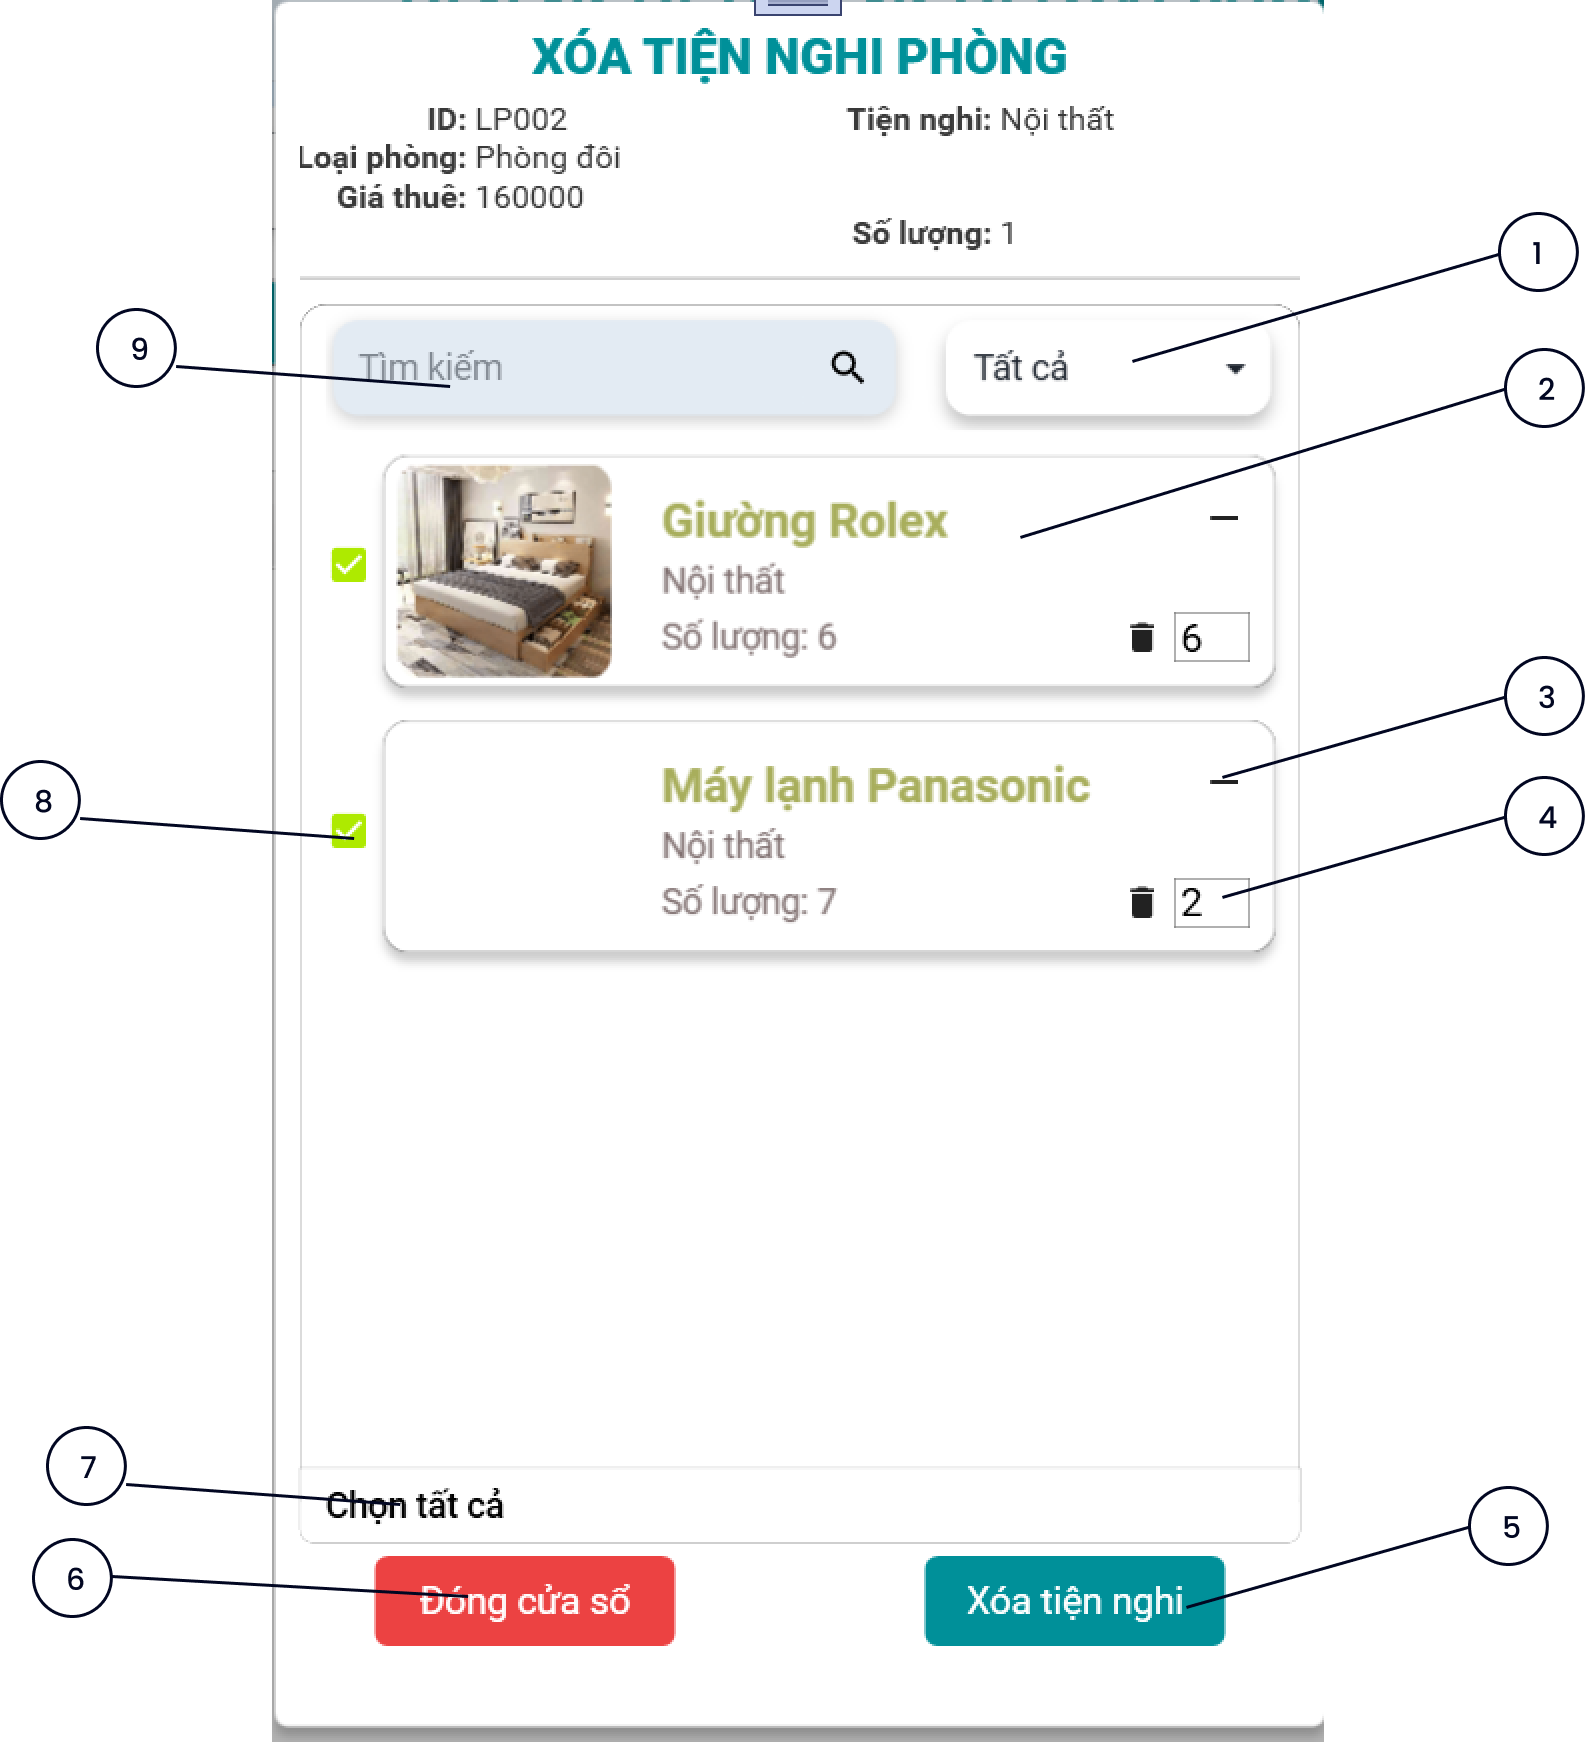 XÓA TIỆN NGHI PHÒNG
ID: LP002
Tiện nghi: Nội thất
Loại phòng: Phòng đôi
Giá thuê: 160000
Số lượng: 1
1
9
Tìm kiếm
Tất cả
2
Giường Rolex
Nội thất
Số lượng: 6
6
3
Máy lạnh Panasonic
8
4
Nội thất
Số lượng: 7
2
7
Chọn tất cả
5
6
Đóng cửa sổ
Xóa tiện nghi